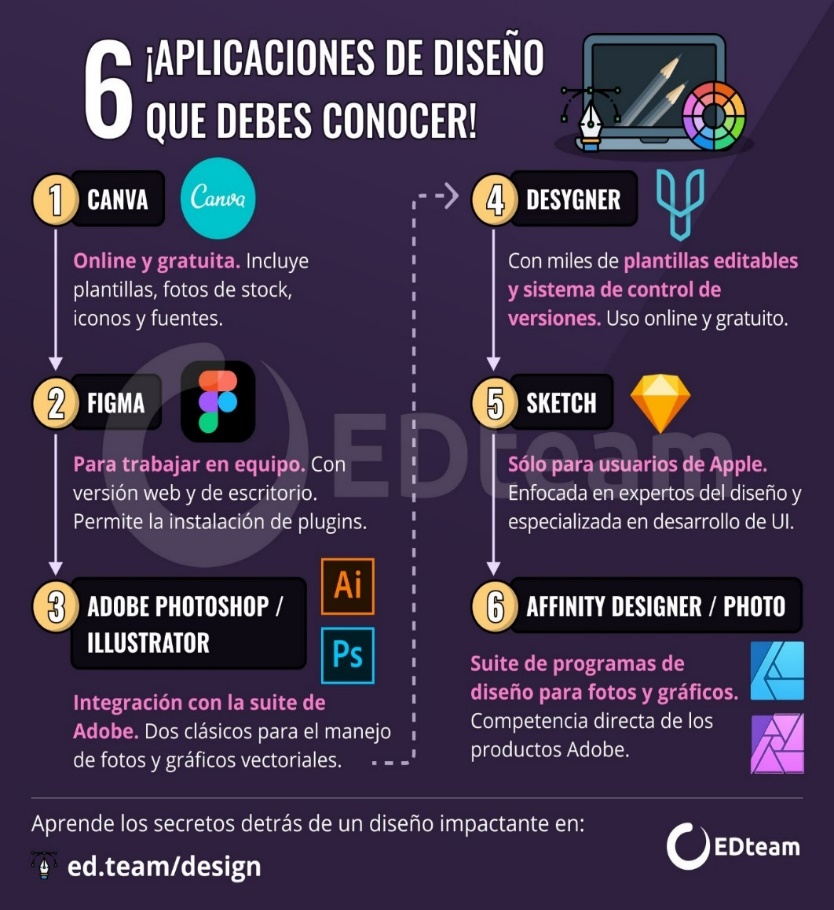 6 ¡APLICACIONES DE DISEÑO
QUE DEBES CONOCER!
1 CANVA
Canva
Online y gratuita. Incluye
plantillas, fotos de stock,
iconos y fuentes.
2 FIGMA
Para trabajar en equipo. Con
versión web y de escritorio.
Permite la instalación de plugins.
3 ADOBE PHOTOSHOP /
ILLUSTRATOR
Ai
Ps
Integración con la suite de
Adobe. Dos clásicos para el manejo
de fotos y gráficos vectoriales.
4 DESYGNER
Con miles de plantillas editables
y sistema de control de
versiones. Uso online y gratuito.
5 SKETCH
Sólo para usuarios de Apple.
Enfocada en expertos del diseño y
especializada en desarrollo de UI.
6 AFFINITY DESIGNER / PHOTO
Suite de programas de
diseño para fotos y gráficos.
Competencia directa de los
productos Adobe.
EDteam
Aprende los secretos detrás de un diseño impactante en:
ed.team/design
EDteam